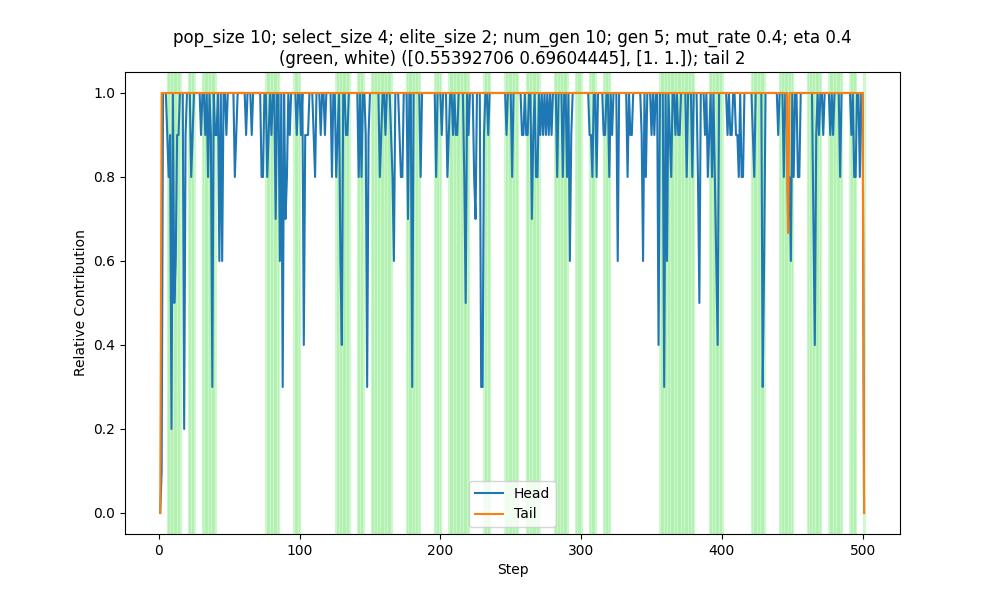 pop_size 10; select_size 4; elite_size 2; num_gen 10; gen 5; mut_rate 0.4; eta 0.4
(green, white) ([0.55392706 0.69604445], [1. 1.]); tail 2
1.0
0.8
0.6
0.4
0.2
0.0
Relative Contribution
Head
Tail
0
100
200
300
400
500
Step